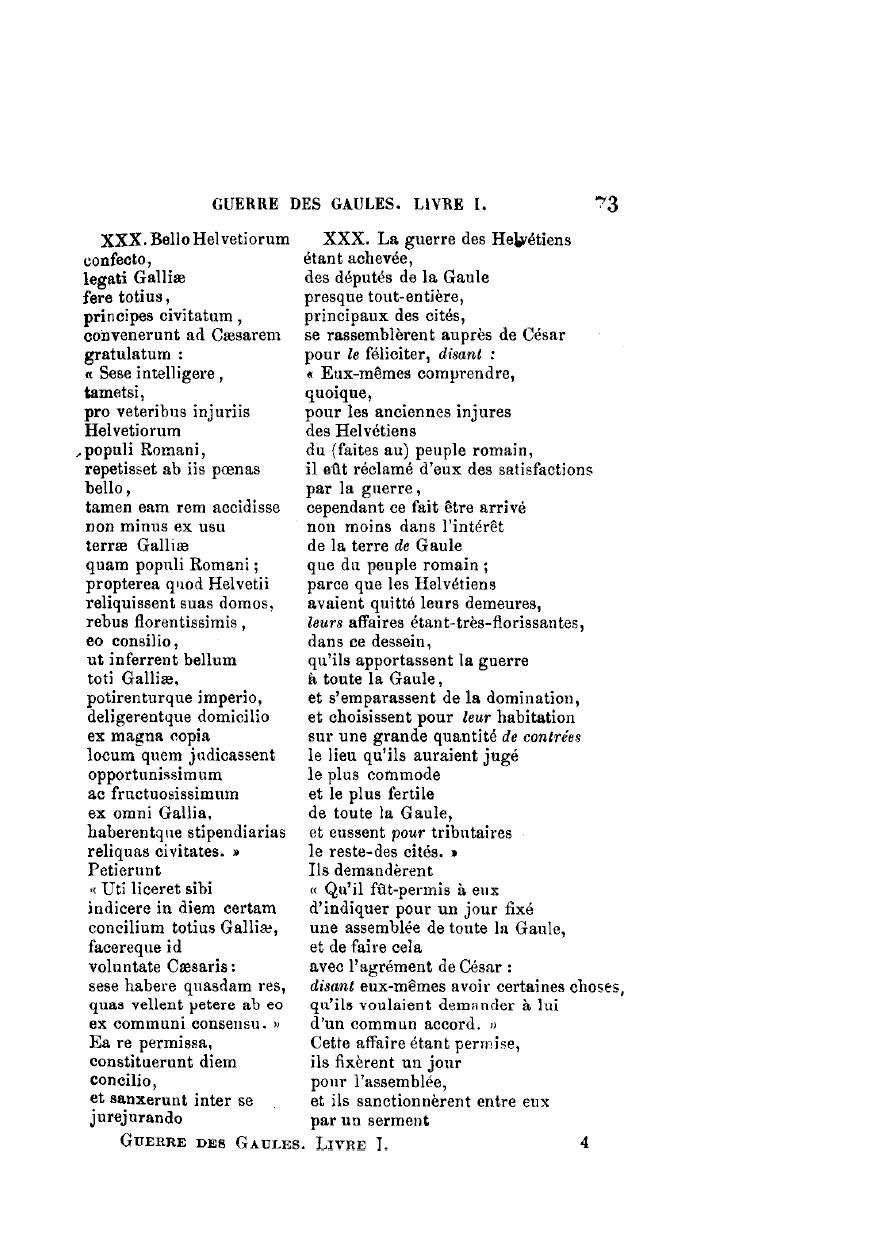 GUERRE DES GAULES. LIVRE I. 73
XXX. Bello Helvetiorum
confecto,
legati Galliæ
fere totius,
principes civitatum,
convenerunt ad Cæsarem
gratulatum :
« Sese intelligere,
tametsi,
pro veteribus injuriis
Helvetiorum
populi Romani,
repetisset ab iis pœnas
bello,
tamen eam rem accidisse
non minus ex usu
terræ Galliæ
quam populi Romani ;
propterea quod Helvetii
reliquissent suas domos,
rebus florentissimis,
eo consilio,
ut inferrent bellum
toti Galliæ,
potirenturque imperio,
deligerentque domicilio
ex magna copia
locum quem judicassent
opportunissimum
ac fructuosissimum
ex omni Gallia,
haberentque stipendiarias
reliquas civitates. »
Petierunt
« Uti liceret sibi
indicere in diem certam
concilium totius Galliæ,
facereque id
voluntate Cæsaris :
sese habere quasdam res,
quas vellent petere ab eo
ex communi consensu. »
Ea re permissa,
constituerunt diem
concilio,
et sanxerunt inter se
jurejurando
XXX. La guerre des Helvétiens
étant achevée,
des députés de la Gaule
presque tout-entière,
principaux des cités,
se rassemblèrent auprès de César
pour le féliciter, disant :
« Eux-mêmes comprendre,
quoique,
pour les anciennes injures
des Helvétiens
du (faites au) peuple romain,
il eût réclamé d'eux des satisfactions
par la guerre,
cependant ce fait être arrivé
non moins dans l'intérêt
de la terre de Gaule
que du peuple romain ;
parce que les Helvétiens
avaient quitté leurs demeures,
leurs affaires étant-très-florissantes,
dans ce dessein,
qu'ils apportassent la guerre
à toute la Gaule,
et s'emparassent de la domination,
et choisissent pour leur habitation
sur une grande quantité de contrées
le lieu qu'ils auraient jugé
le plus commode
et le plus fertile
de toute la Gaule,
et eussent pour tributaires
le reste-des cités. »
Ils demandèrent
« Qu'il fût-permis à eux
d'indiquer pour un jour fixé
une assemblée de toute la Gaule,
et de faire cela
avec l'agrément de César :
disant eux-mêmes avoir certaines choses,
qu'ils voulaient demander à lui
d'un commun accord. »
Cette affaire étant permise,
ils fixèrent un jour
pour l'assemblée,
et ils sanctionnèrent entre eux
par un serment
GUERRE DES GAULES. LIVRE I. 4